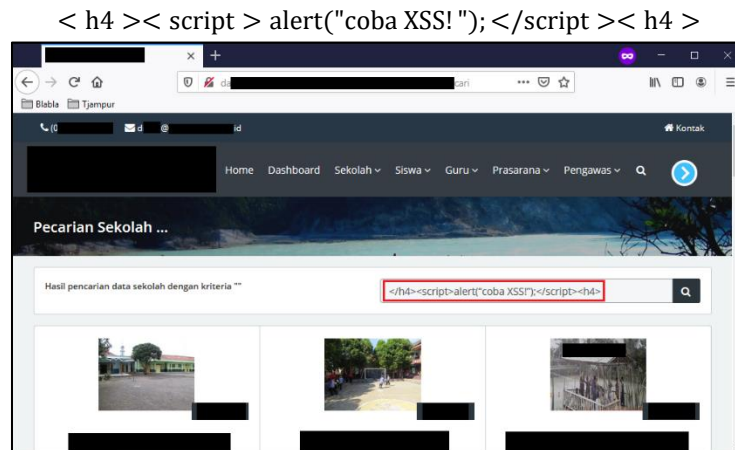 < h4 >< script > alert("coba XSS! "); </script >< h4 >
cari
Blabla Tjampur
(0 d @ id Kontak
Home Dashboard Sekolah Siswa Guru Prasarana Pengawas
Pecarian Sekolah ...
Hasil pencarian data sekolah dengan kriteria "" </h4><script>alert("coba XSS!");</script><h4>